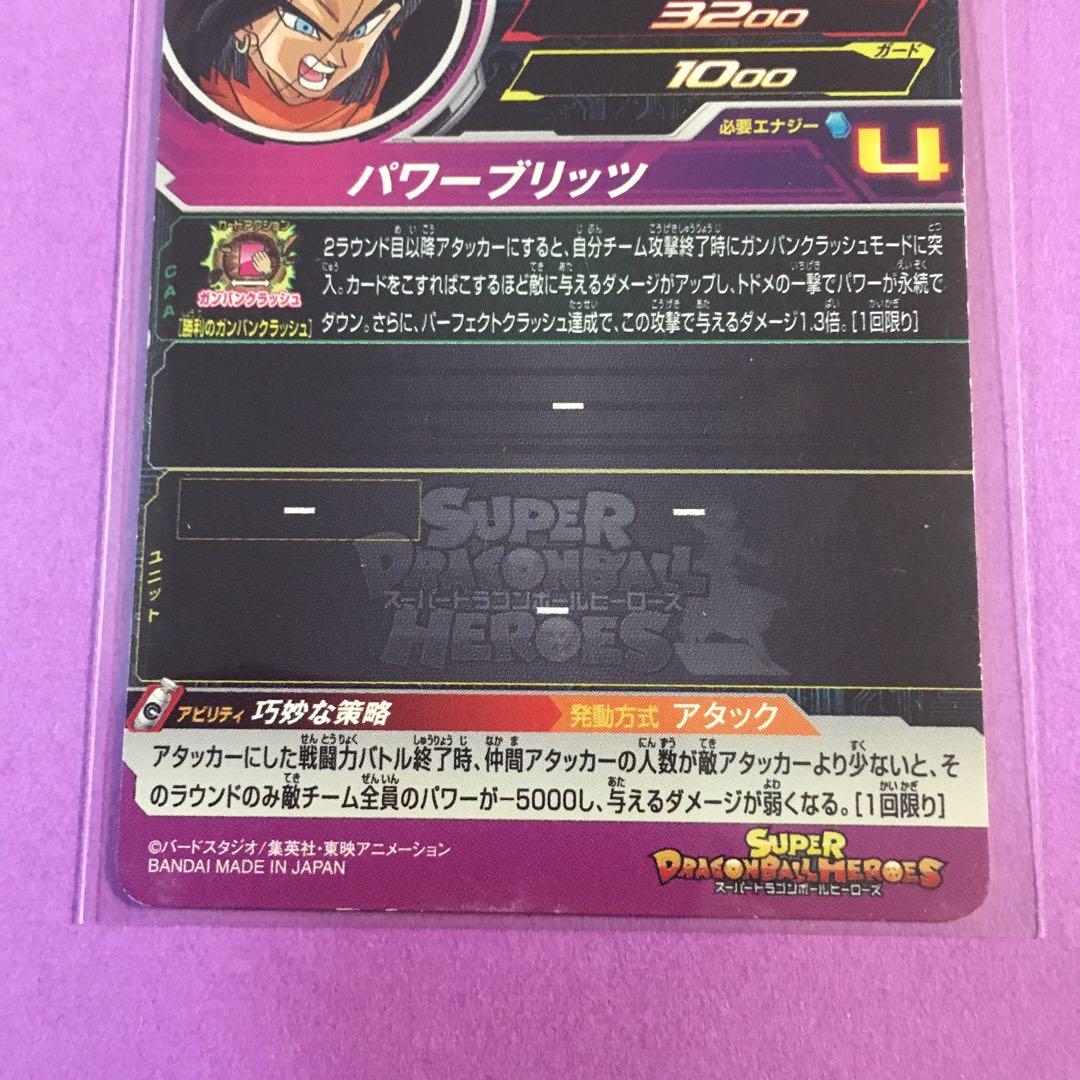 3200
ガード
1000
必要エナジー 4
パワーブリッツ
カードアクション
ガンバンクラッシュ
[勝利のガンバンクラッシュ]
CAA
2ラウンド目以降アタッカーにすると、自分チーム攻撃終了時にガンバンクラッシュモードに突
入。カードをこすればこするほど敵に与えるダメージがアップし、トドメの一撃でパワーが永続で
ダウン。さらに、パーフェクトクラッシュ達成で、この攻撃で与えるダメージ1.3倍。[1回限り]
ー
ユニット
ー ー
ー
SUPER
DRAGONBALL
スーパードラゴンボールヒーローズ
HEROES
アビリティ 巧妙な策略 発動方式 アタック
アタッカーにした戦闘力バトル終了時、仲間アタッカーの人数が敵アタッカーより少ないと、そ
のラウンドのみ敵チーム全員のパワーが−5000し、与えるダメージが弱くなる。[1回限り]
©バードスタジオ/集英社・東映アニメーション
BANDAI MADE IN JAPAN
SUPER
DRAGONBALL HEROES
スーパードラゴンボールヒーローズ